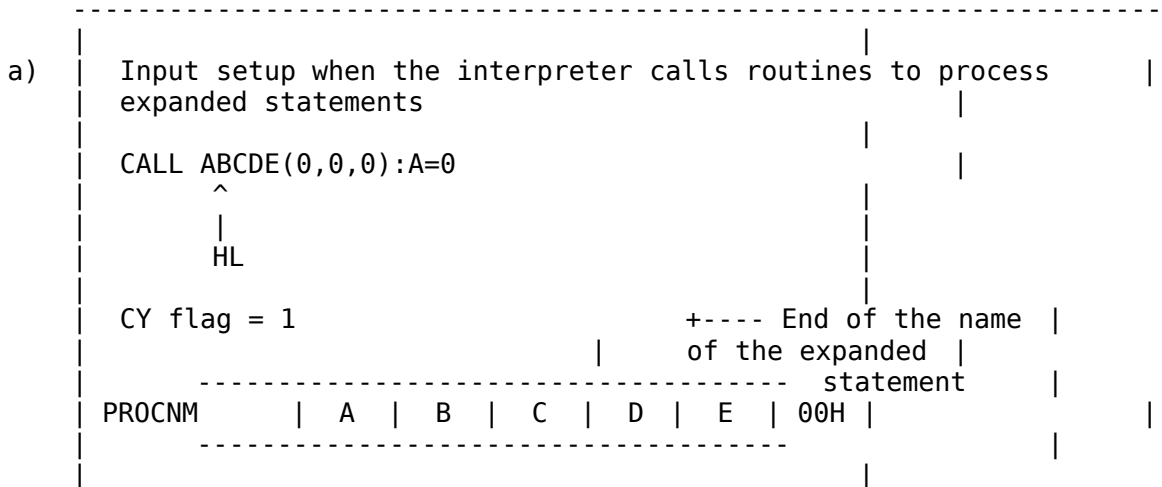 -----------------------------------------------------------------------
| |
a) | Input setup when the interpreter calls routines to process |
| expanded statements |
| |
| CALL ABCDE(0,0,0):A=0 |
| ^ |
| | |
| HL |
| |
| CY flag = 1 +---- End of the name |
| | of the expanded |
| ------------------------------------- statement |
| PROCNM | A | B | C | D | E | 00H | |
| ------------------------------------- |
| |